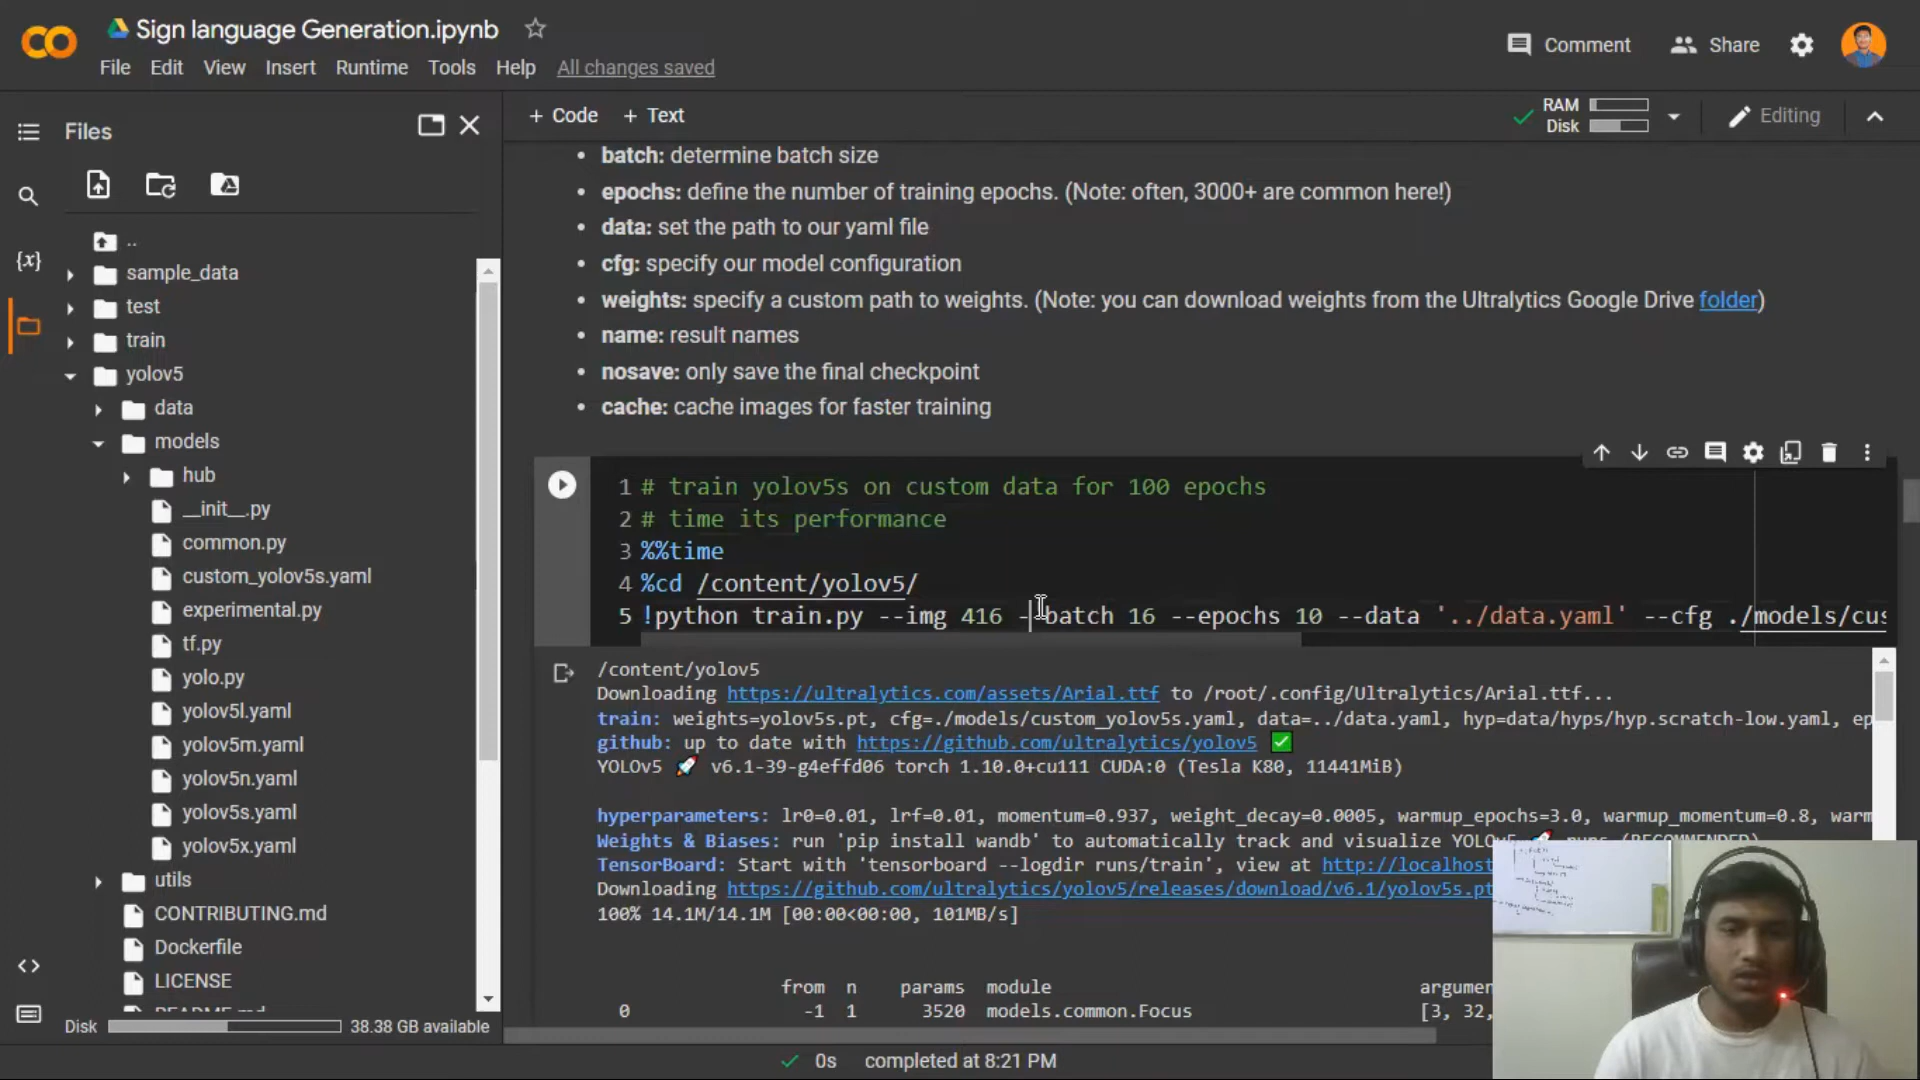 Sign language Generation.ipynb
File Edit View Insert Runtime Tools Help All changes saved
Comment Share
Files
+ Code + Text
RAM
Disk
Editing
..
sample_data
test
train
yolov5
data
models
hub
__init__.py
common.py
custom_yolov5s.yaml
experimental.py
tf.py
yolo.py
yolov5l.yaml
yolov5m.yaml
yolov5n.yaml
yolov5s.yaml
yolov5x.yaml
utils
CONTRIBUTING.md
Dockerfile
LICENSE
README.md
Disk 38.38 GB available
• batch: determine batch size
• epochs: define the number of training epochs. (Note: often, 3000+ are common here!)
• data: set the path to our yaml file
• cfg: specify our model configuration
• weights: specify a custom path to weights. (Note: you can download weights from the Ultralytics Google Drive folder)
• name: result names
• nosave: only save the final checkpoint
• cache: cache images for faster training
1 # train yolov5s on custom data for 100 epochs
2 # time its performance
3 %%time
4 %cd /content/yolov5/
5 !python train.py --img 416 --batch 16 --epochs 10 --data '../data.yaml' --cfg ./models/cus
/content/yolov5
Downloading https://ultralytics.com/assets/Arial.ttf to /root/.config/Ultralytics/Arial.ttf...
train: weights=yolov5s.pt, cfg=./models/custom_yolov5s.yaml, data=../data.yaml, hyp=data/hyps/hyp.scratch-low.yaml, ep
github: up to date with https://github.com/ultralytics/yolov5 ✅
YOLOv5 🚀 v6.1-39-g4effd06 torch 1.10.0+cu111 CUDA:0 (Tesla K80, 11441MiB)
hyperparameters: lr0=0.01, lrf=0.01, momentum=0.937, weight_decay=0.0005, warmup_epochs=3.0, warmup_momentum=0.8, warm
Weights & Biases: run 'pip install wandb' to automatically track and visualize YOLOv5 🚀 runs (RECOMMENDED)
TensorBoard: Start with 'tensorboard --logdir runs/train', view at http://localhost
Downloading https://github.com/ultralytics/yolov5/releases/download/v6.1/yolov5s.pt
100% 14.1M/14.1M [00:00<00:00, 101MB/s]
from n params module argumen
0 -1 1 3520 models.common.Focus [3, 32,
0s completed at 8:21 PM